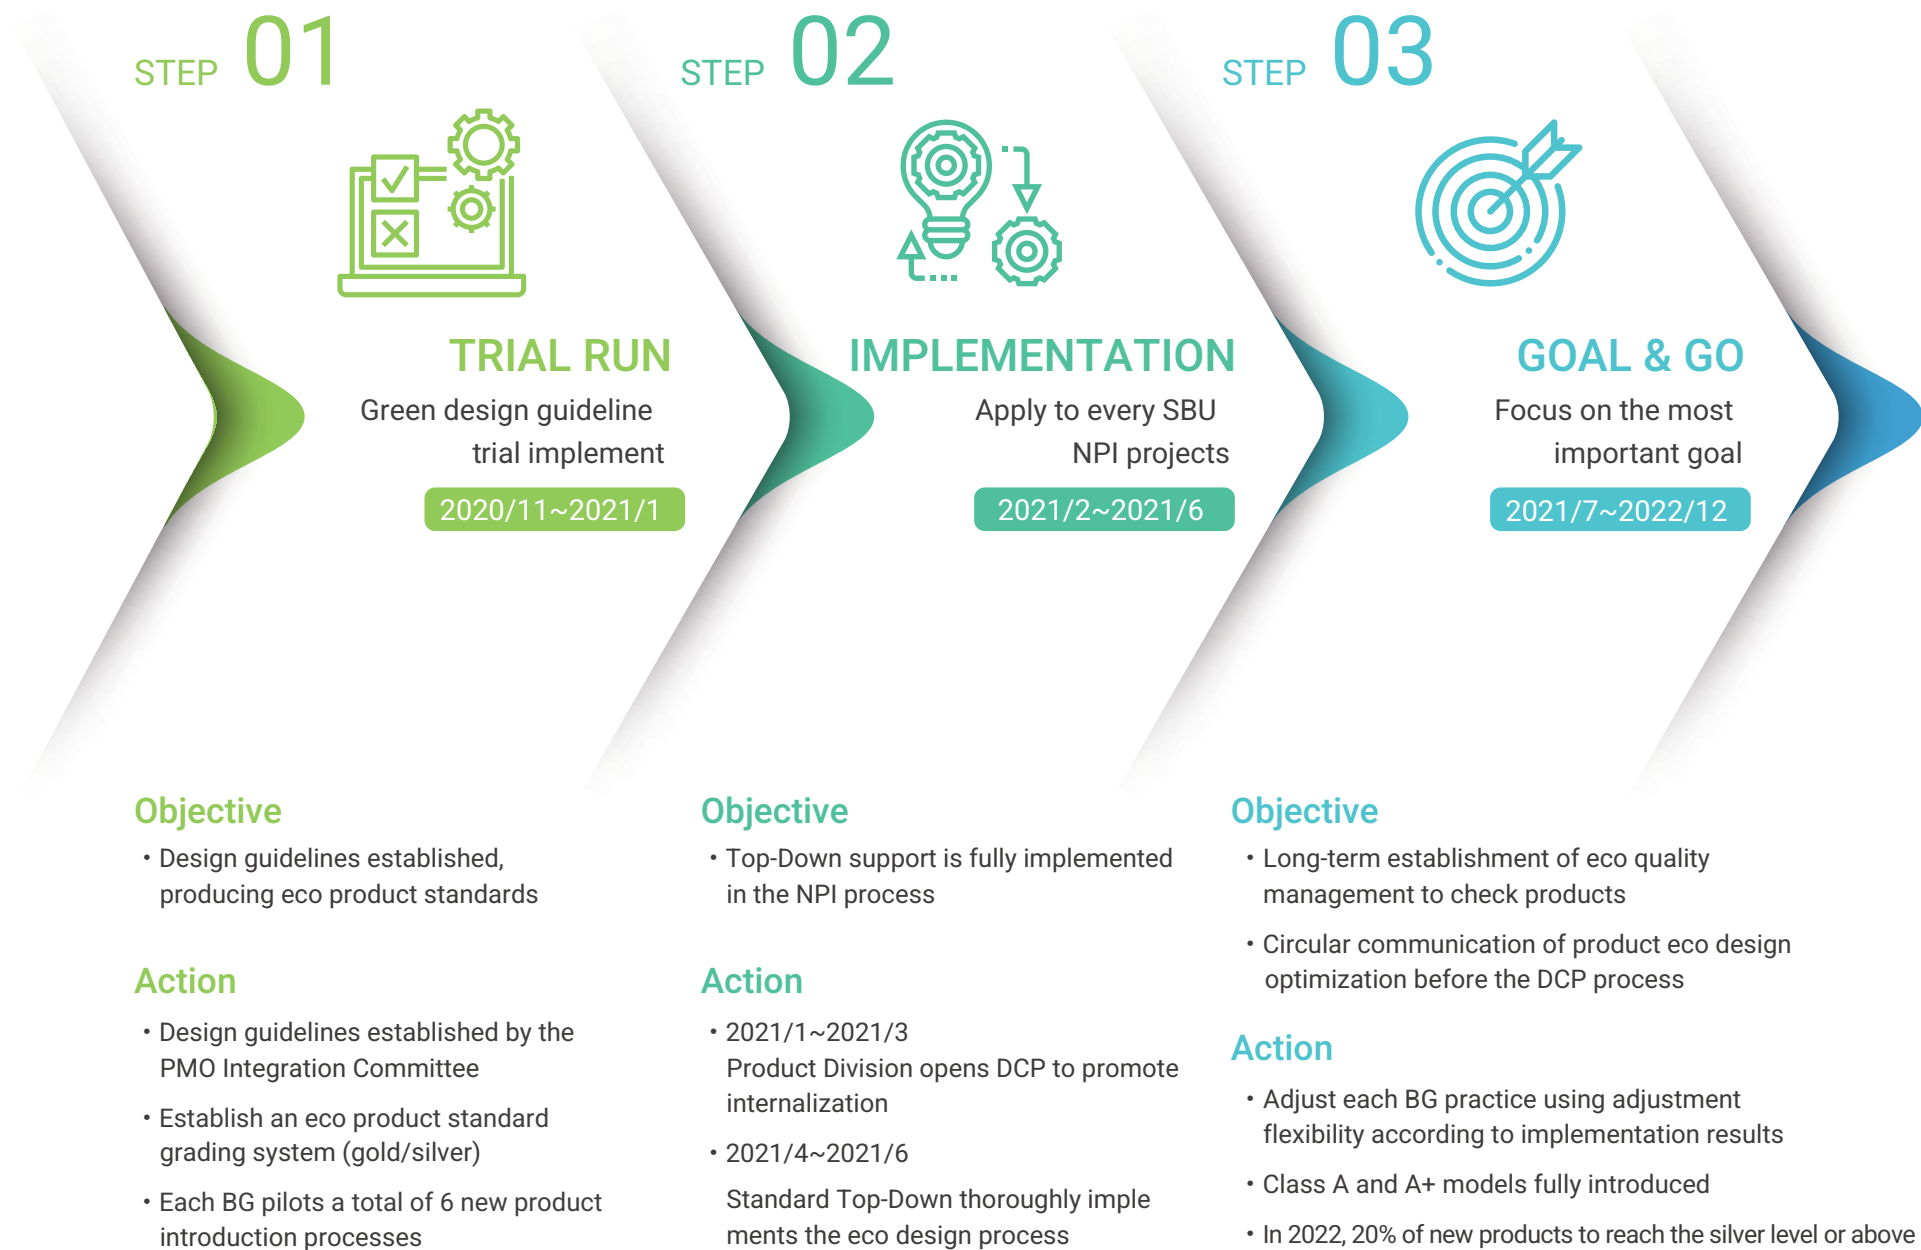 STEP 01
TRIAL RUN
Green design guideline
trial implement
2020/11~2021/1
Objective
・Design guidelines established,
producing eco product standards
Action
・Design guidelines established by the
PMO Integration Committee
・Establish an eco product standard
grading system (gold/silver)
・Each BG pilots a total of 6 new product
introduction processes
STEP 02
IMPLEMENTATION
Apply to every SBU
NPI projects
2021/2~2021/6
Objective
・Top-Down support is fully implemented
in the NPI process
Action
・2021/1~2021/3
Product Division opens DCP to promote
internalization
・2021/4~2021/6
Standard Top-Down thoroughly imple
ments the eco design process
STEP 03
GOAL & GO
Focus on the most
important goal
2021/7~2022/12
Objective
・Long-term establishment of eco quality
management to check products
・Circular communication of product eco design
optimization before the DCP process
Action
・Adjust each BG practice using adjustment
flexibility according to implementation results
・Class A and A+ models fully introduced
・In 2022, 20% of new products to reach the silver level or above